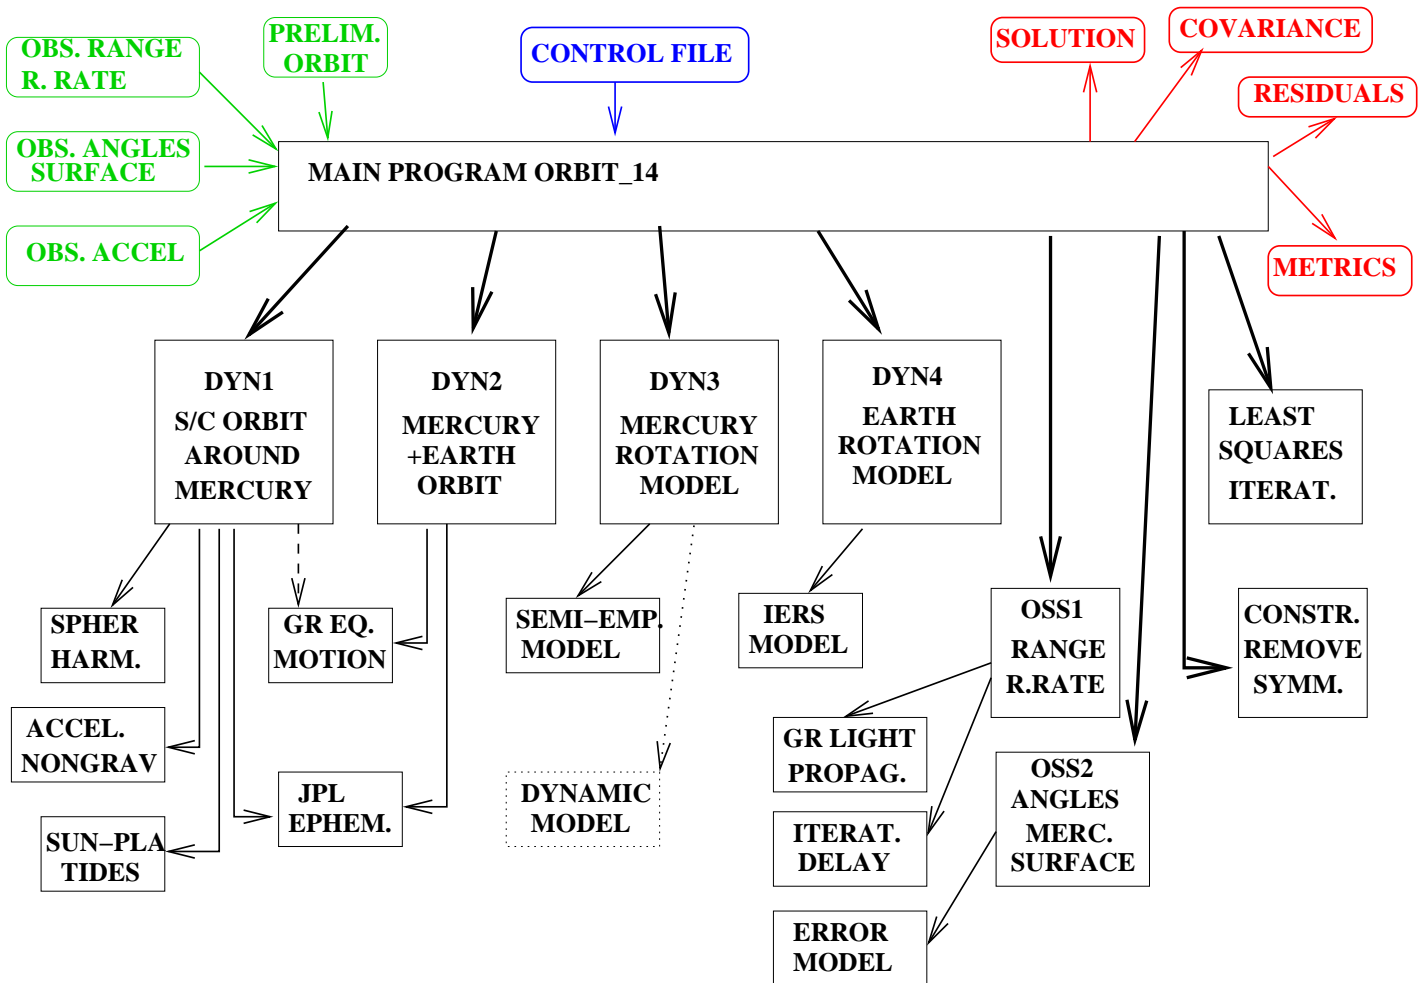 OBS. RANGE
R. RATE
PRELIM.
ORBIT
CONTROL FILE
SOLUTION
COVARIANCE
RESIDUALS
OBS. ANGLES
SURFACE
MAIN PROGRAM ORBIT_14
OBS. ACCEL
METRICS
DYN1
S/C ORBIT
AROUND
MERCURY
DYN2
MERCURY
+EARTH
ORBIT
DYN3
MERCURY
ROTATION
MODEL
DYN4
EARTH
ROTATION
MODEL
LEAST
SQUARES
ITERAT.
SPHER
HARM.
GR EQ.
MOTION
SEMI−EMP.
MODEL
IERS
MODEL
OSS1
RANGE
R.RATE
CONSTR.
REMOVE
SYMM.
ACCEL.
NONGRAV
GR LIGHT
PROPAG.
OSS2
ANGLES
MERC.
SURFACE
JPL
EPHEM.
DYNAMIC
MODEL
SUN−PLA
TIDES
ITERAT.
DELAY
ERROR
MODEL